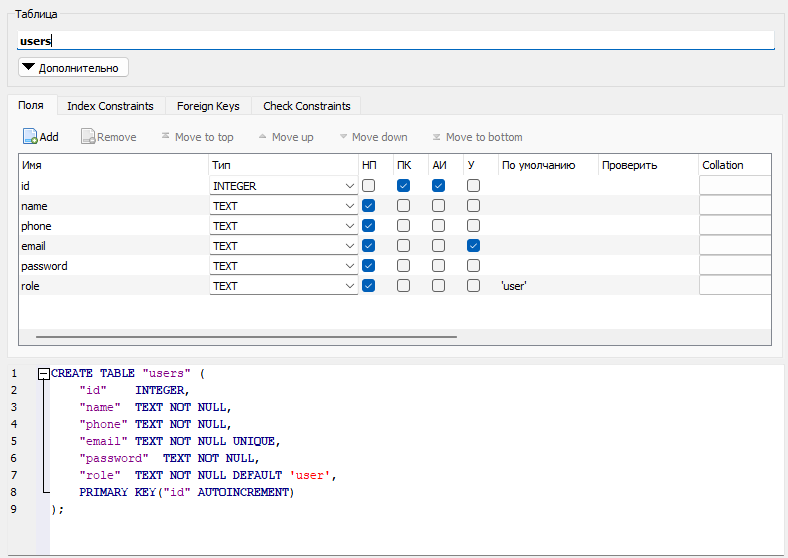 Таблица
users
Дополнительно
Поля Index Constraints Foreign Keys Check Constraints
Add Remove Move to top Move up Move down Move to bottom
Имя Тип НП ПК АИ У По умолчанию Проверить Collation
id INTEGER
name TEXT
phone TEXT
email TEXT
password TEXT
role TEXT 'user'
1 CREATE TABLE "users" (
2 "id" INTEGER,
3 "name" TEXT NOT NULL,
4 "phone" TEXT NOT NULL,
5 "email" TEXT NOT NULL UNIQUE,
6 "password" TEXT NOT NULL,
7 "role" TEXT NOT NULL DEFAULT 'user',
8 PRIMARY KEY("id" AUTOINCREMENT)
9 );